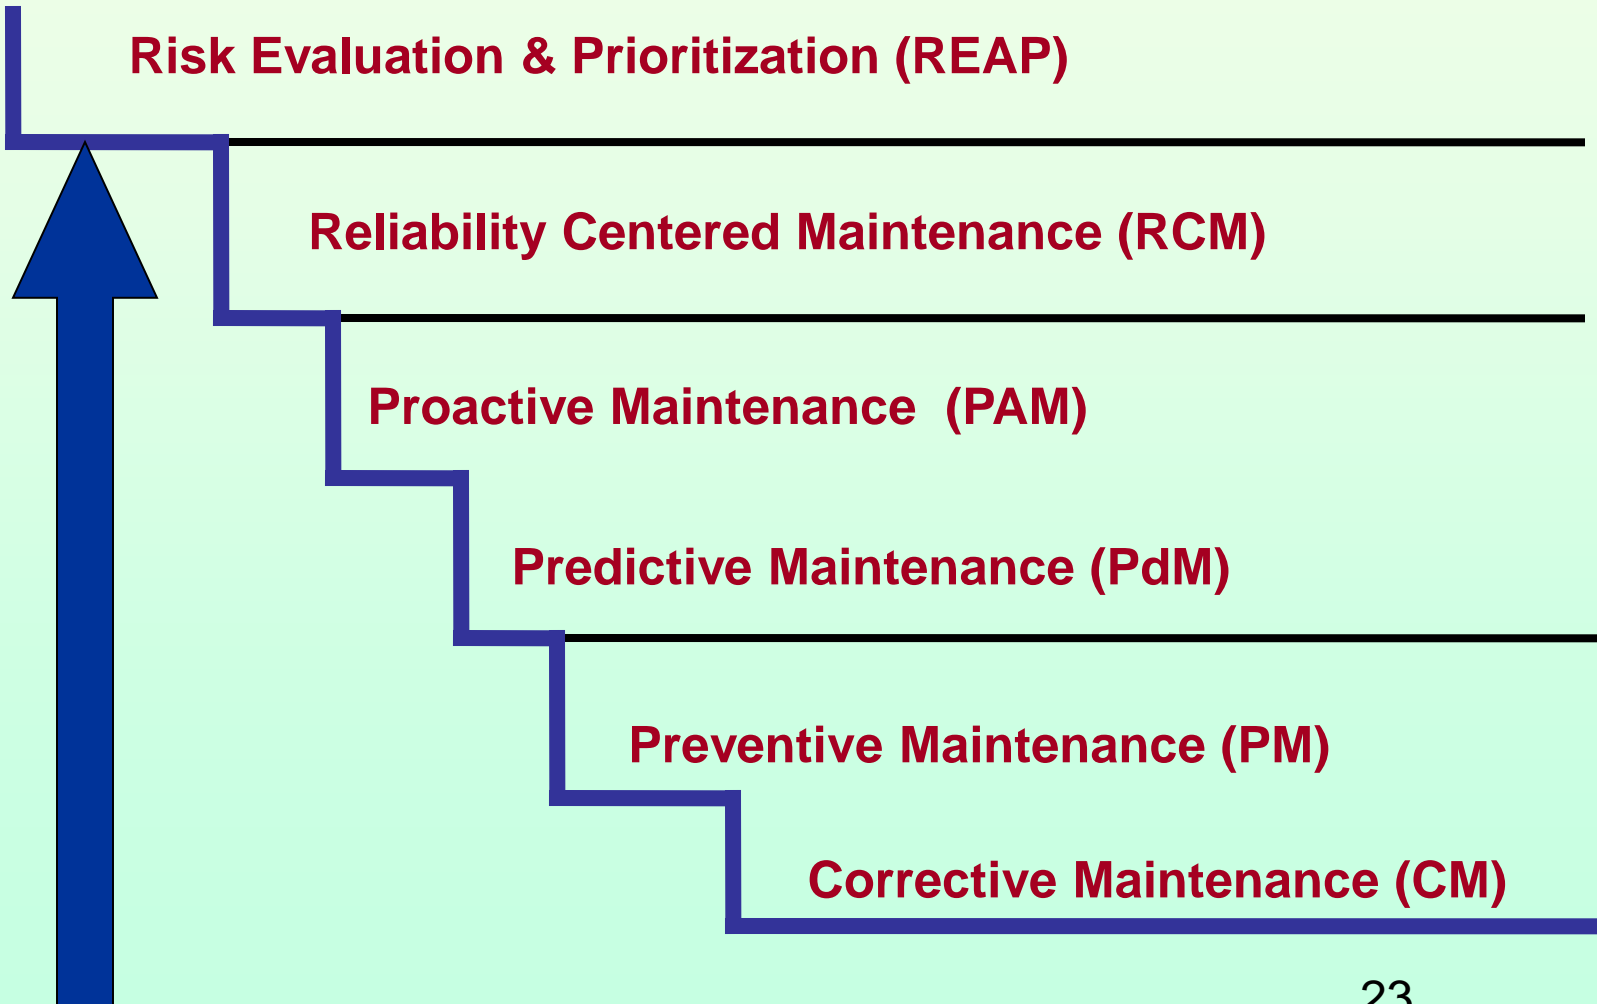 Risk Evaluation & Prioritization (REAP)
Reliability Centered Maintenance (RCM)
Proactive Maintenance  (PAM)
Predictive Maintenance (PdM)
Preventive Maintenance (PM)
Corrective Maintenance (CM)
23